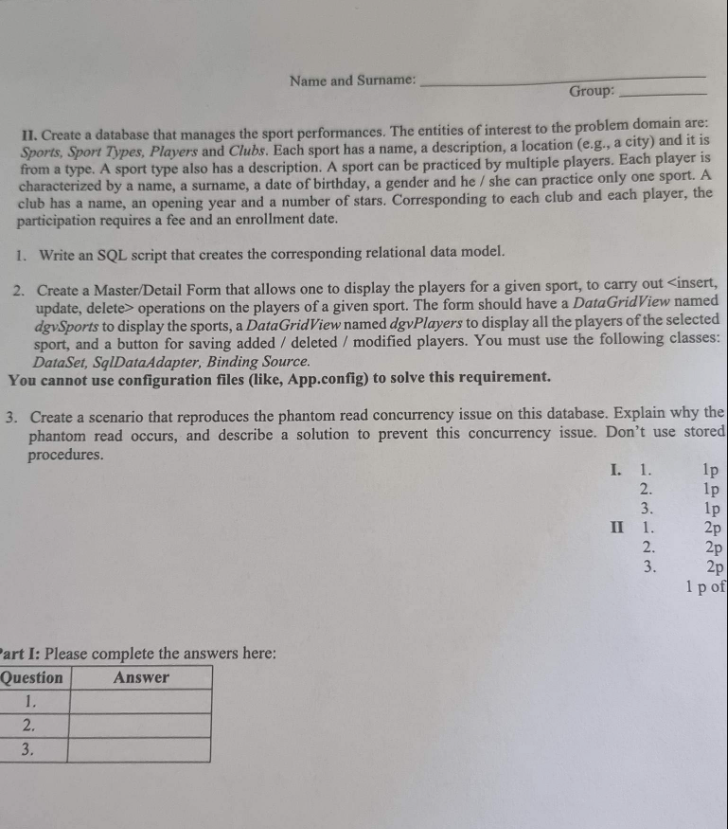 Name and Surname: ____________________
Group: __________
II. Create a database that manages the sport performances. The entities of interest to the problem domain are:
Sports, Sport Types, Players and Clubs. Each sport has a name, a description, a location (e.g., a city) and it is
from a type. A sport type also has a description. A sport can be practiced by multiple players. Each player is
characterized by a name, a surname, a date of birthday, a gender and he / she can practice only one sport. A
club has a name, an opening year and a number of stars. Corresponding to each club and each player, the
participation requires a fee and an enrollment date.
1. Write an SQL script that creates the corresponding relational data model.
2. Create a Master/Detail Form that allows one to display the players for a given sport, to carry out <insert,
update, delete> operations on the players of a given sport. The form should have a DataGridView named
dgvSports to display the sports, a DataGridView named dgvPlayers to display all the players of the selected
sport, and a button for saving added / deleted / modified players. You must use the following classes:
DataSet, SqlDataAdapter, Binding Source.
You cannot use configuration files (like, App.config) to solve this requirement.
3. Create a scenario that reproduces the phantom read concurrency issue on this database. Explain why the
phantom read occurs, and describe a solution to prevent this concurrency issue. Don't use stored
procedures.
I. 1. 1p
2. 1p
3. 1p
II 1. 2p
2. 2p
3. 2p
1 p of
Part I: Please complete the answers here:
Question Answer
1.
2.
3.